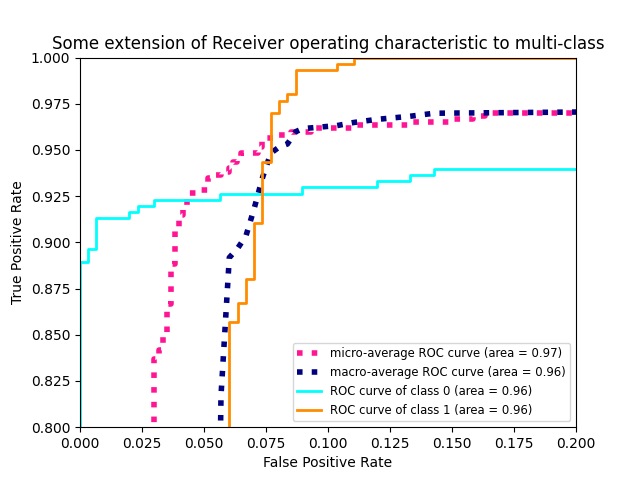 Some extension of Receiver operating characteristic to multi-class
1.000
0.975
0.950
0.925
0.900
0.875
0.850
0.825
0.800
True Positive Rate
micro-average ROC curve (area = 0.97)
macro-average ROC curve (area = 0.96)
ROC curve of class 0 (area = 0.96)
ROC curve of class 1 (area = 0.96)
0.000 0.025 0.050 0.075 0.100 0.125 0.150 0.175 0.200
False Positive Rate